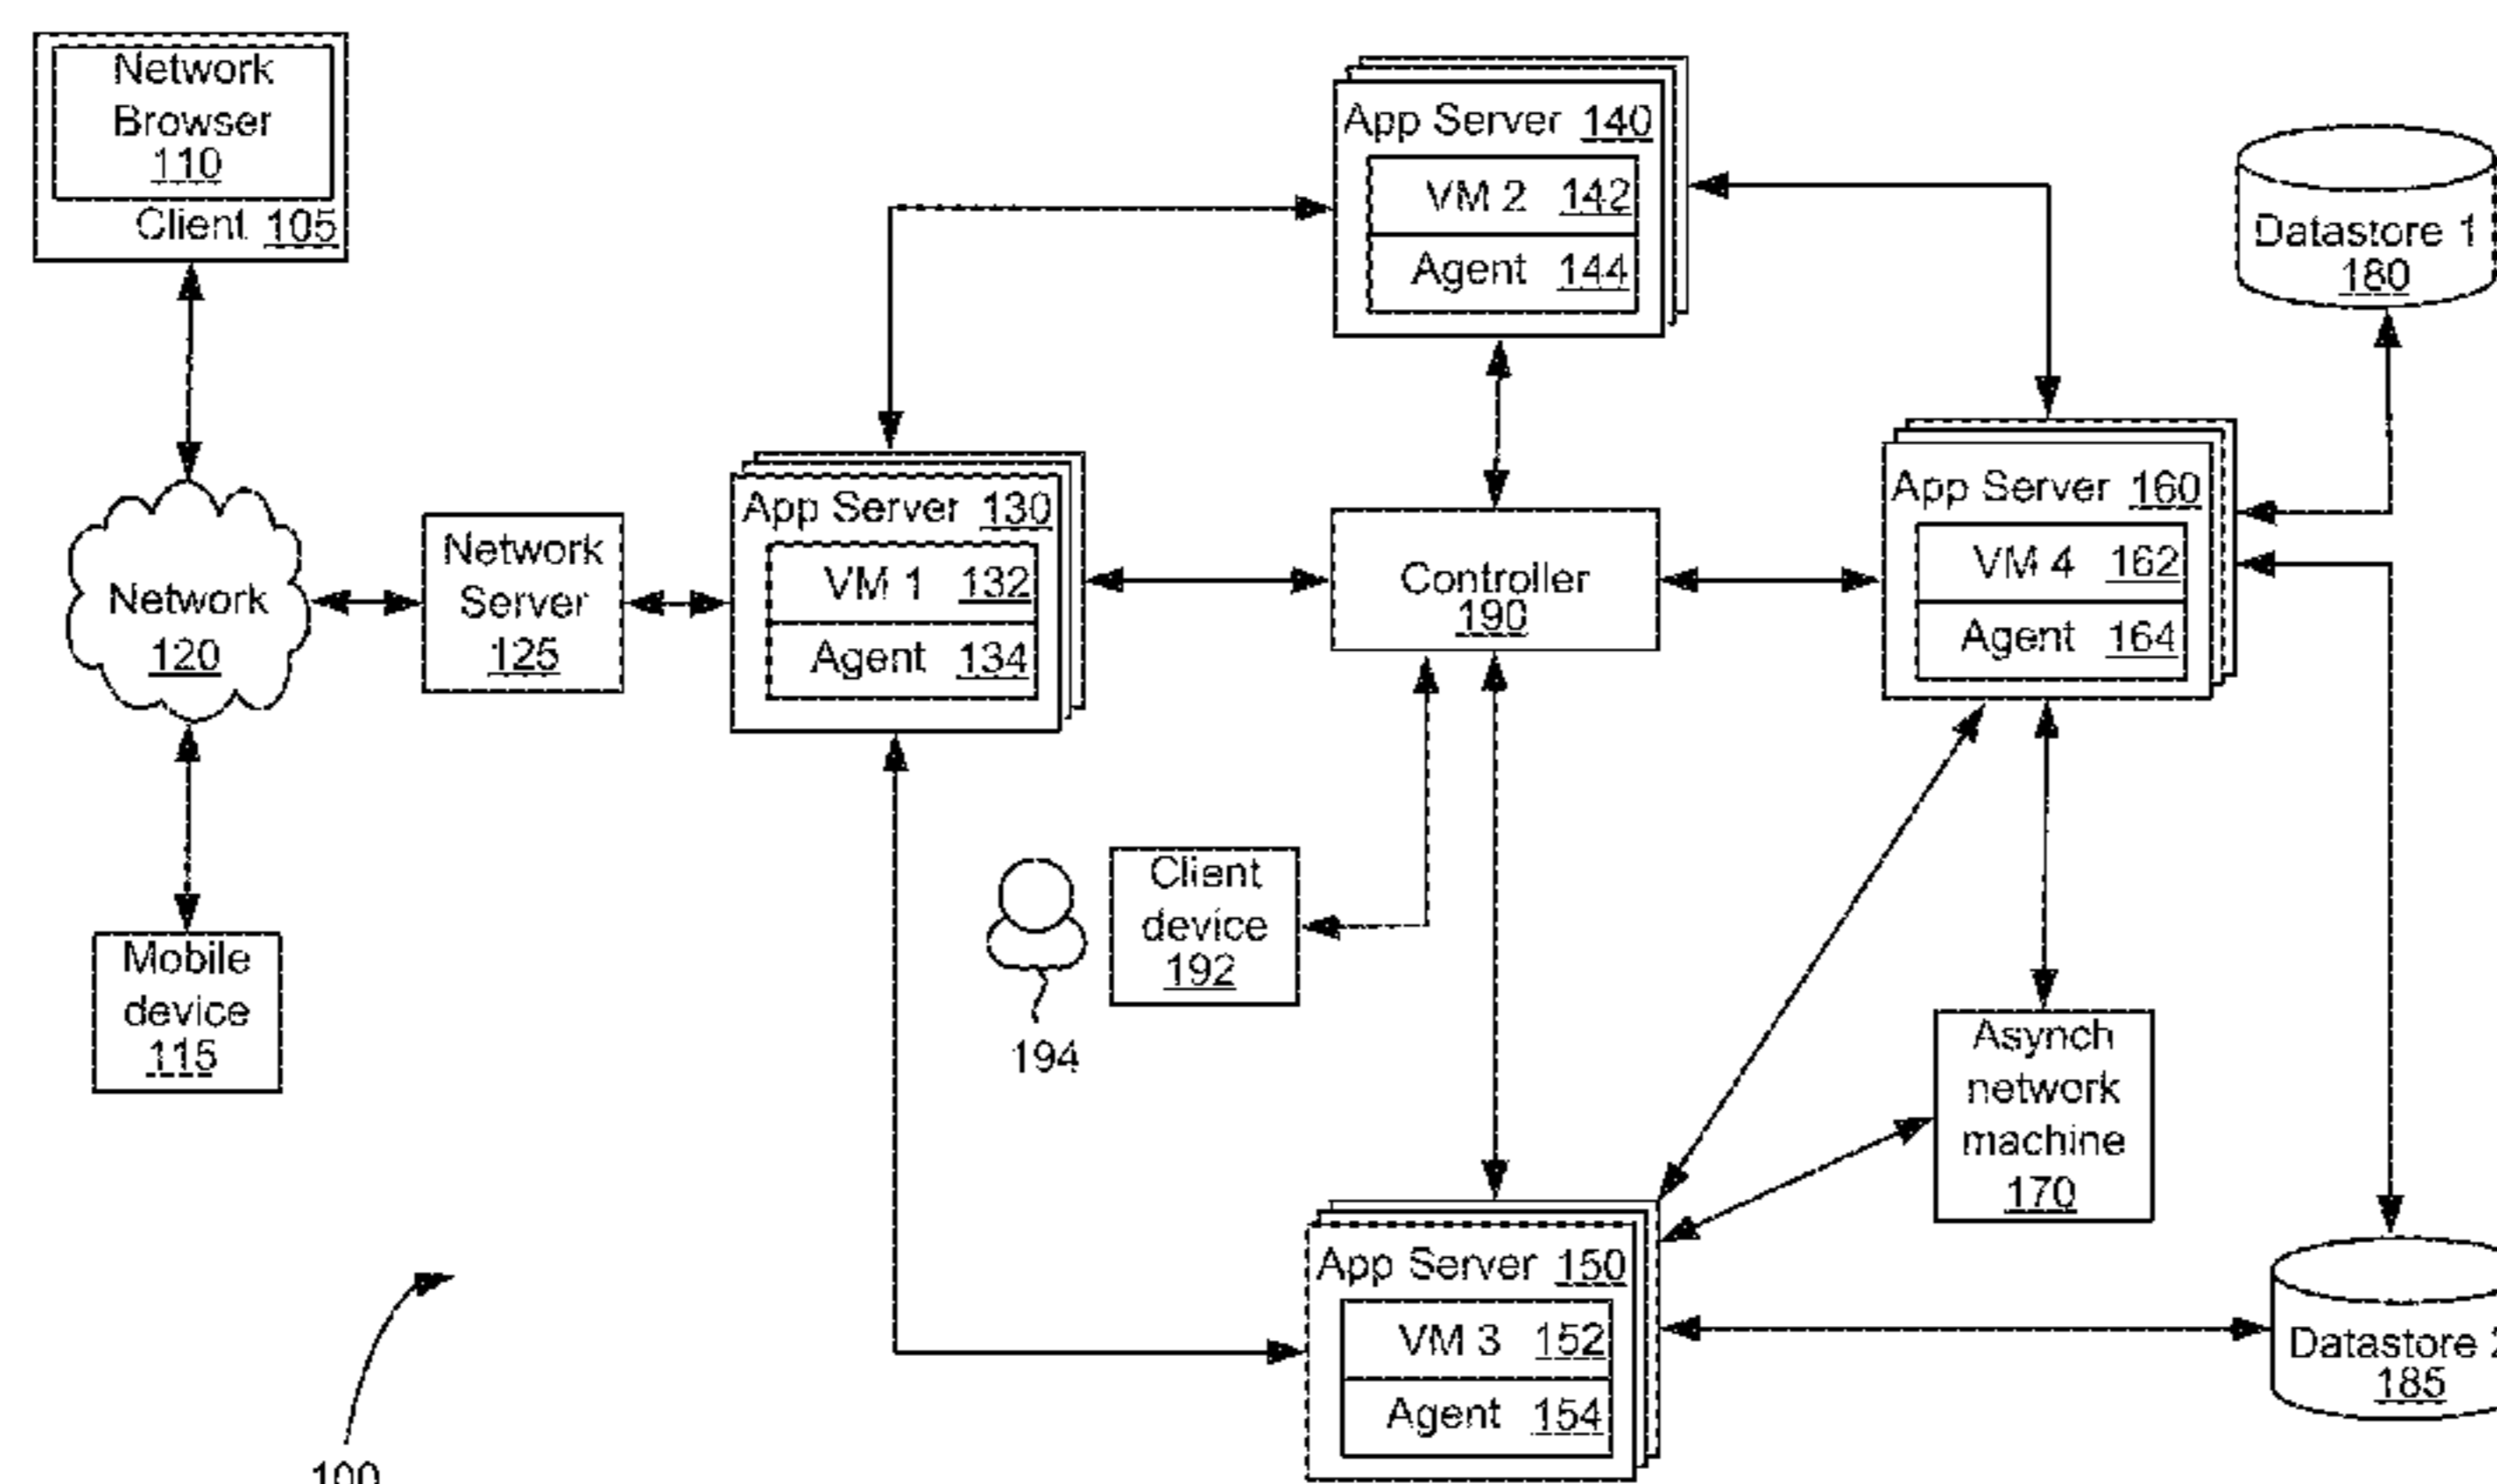 Network
Browser
110
Client 105
App Server 140
VM 2 142
Agent 144
Datastore 1
180
Network
120
Network
Server
125
App Server 130
VM 1 132
Agent 134
Controller
190
App Server 160
VM 4 162
Agent 164
Mobile
device
115
194
Client
device
192
Asynch
network
machine
170
App Server 150
VM 3 152
Agent 154
Datastore 2
185
100